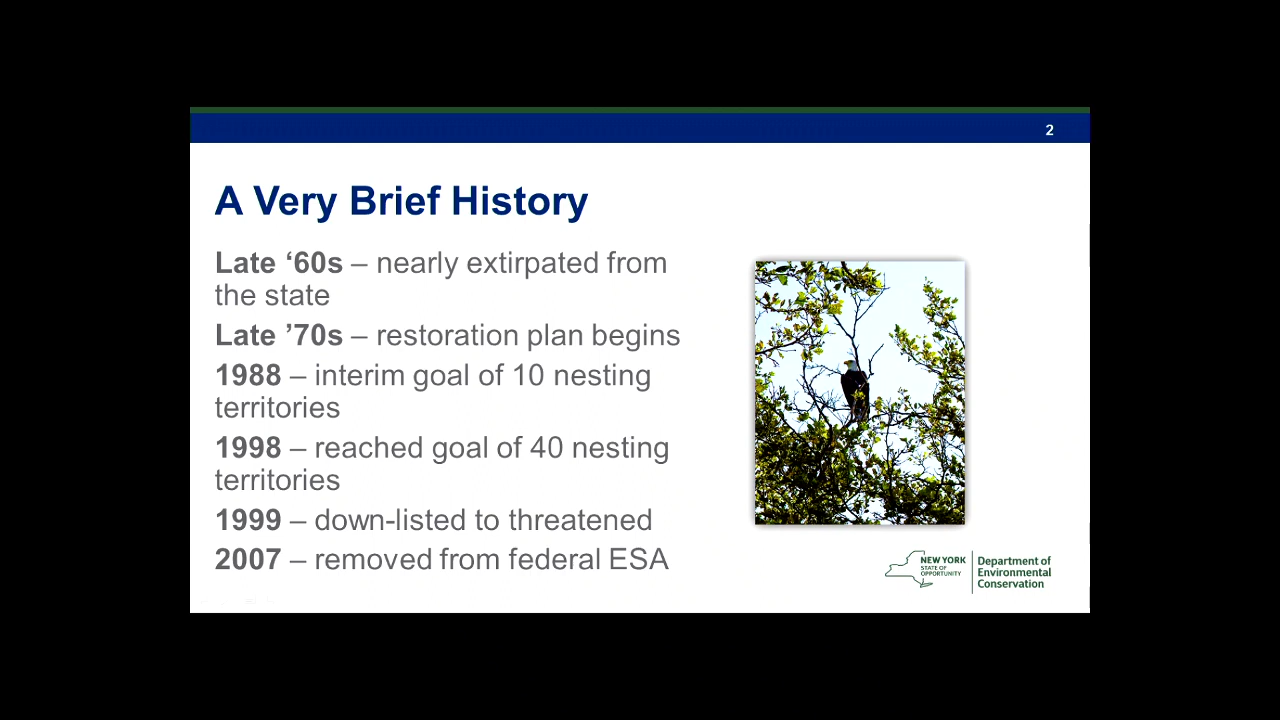 2
A Very Brief History
Late ‘60s – nearly extirpated from
the state
Late ’70s – restoration plan begins
1988 – interim goal of 10 nesting
territories
1998 – reached goal of 40 nesting
territories
1999 – down-listed to threatened
2007 – removed from federal ESA
NEW YORK
STATE OF
OPPORTUNITY
Department of
Environmental
Conservation